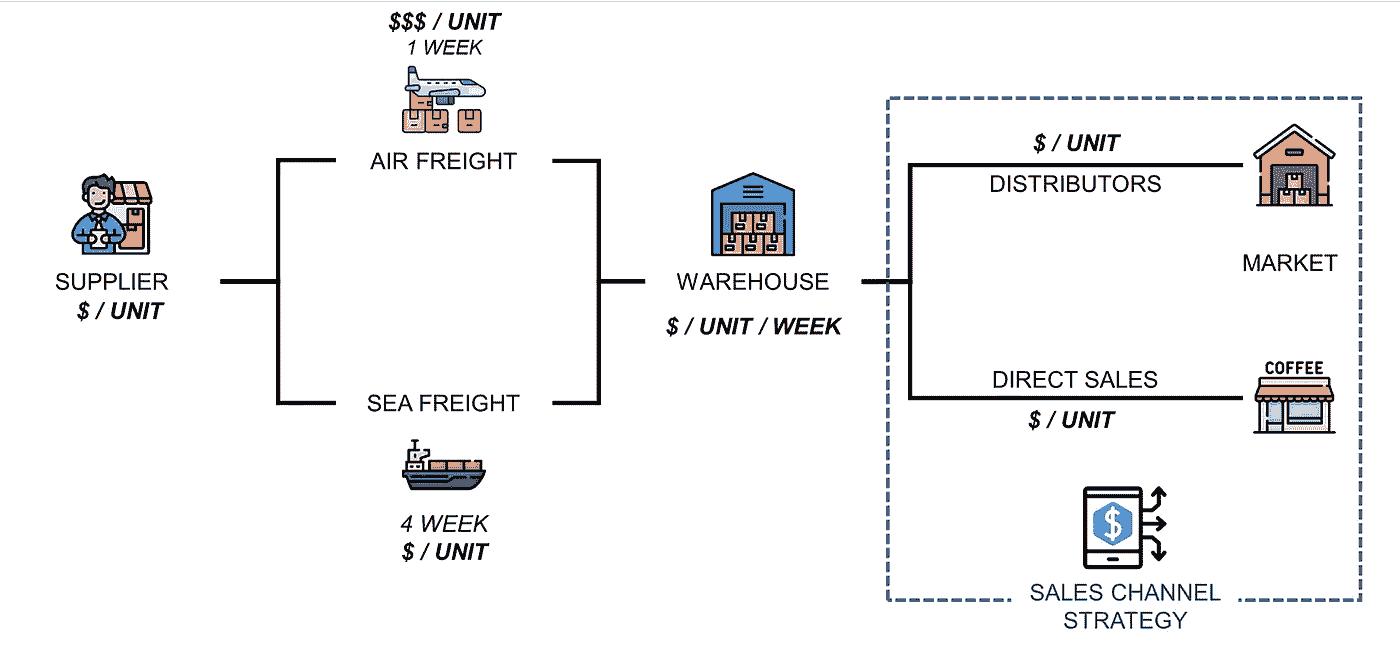 $$$ / UNIT
1 WEEK
AIR FREIGHT
SUPPLIER
$ / UNIT
SEA FREIGHT
4 WEEK
$ / UNIT
WAREHOUSE
$ / UNIT / WEEK
$ / UNIT
DISTRIBUTORS
MARKET
DIRECT SALES
$ / UNIT
COFFEE
$
SALES CHANNEL
STRATEGY